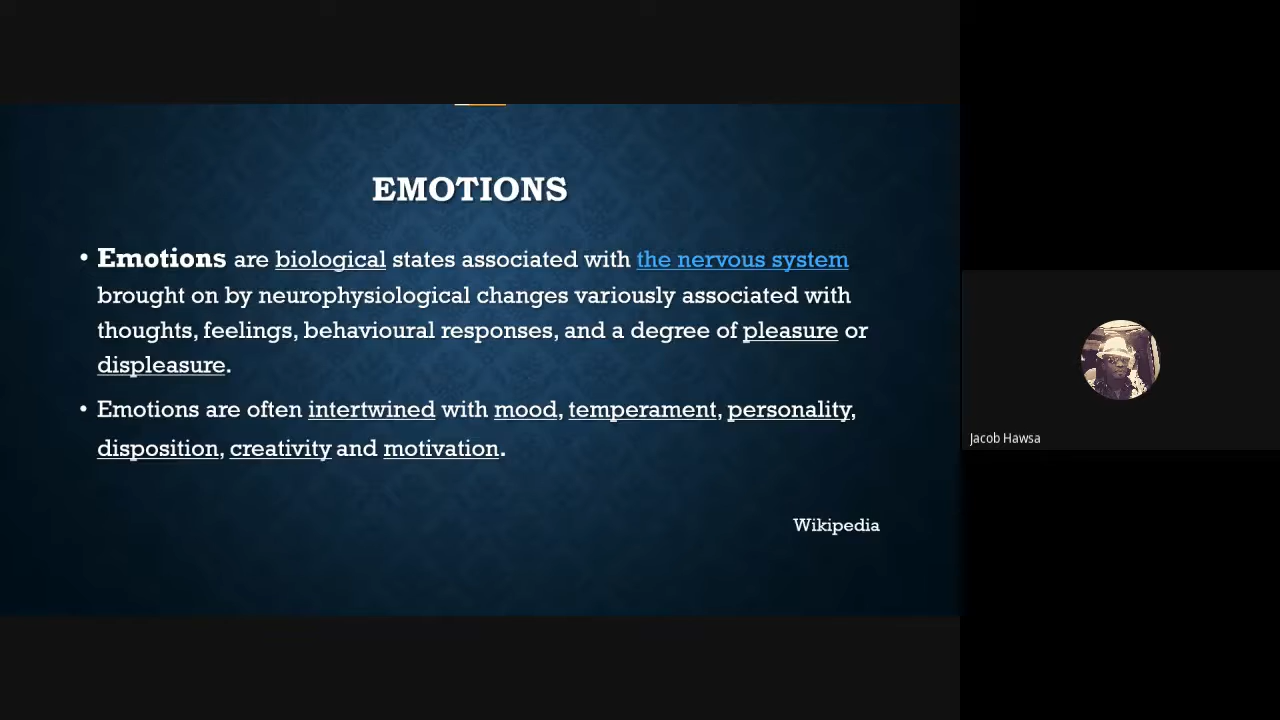 EMOTIONS
• Emotions are biological states associated with the nervous system
brought on by neurophysiological changes variously associated with
thoughts, feelings, behavioural responses, and a degree of pleasure or
displeasure.
• Emotions are often intertwined with mood, temperament, personality,
disposition, creativity and motivation.
Wikipedia
Jacob Hawsa